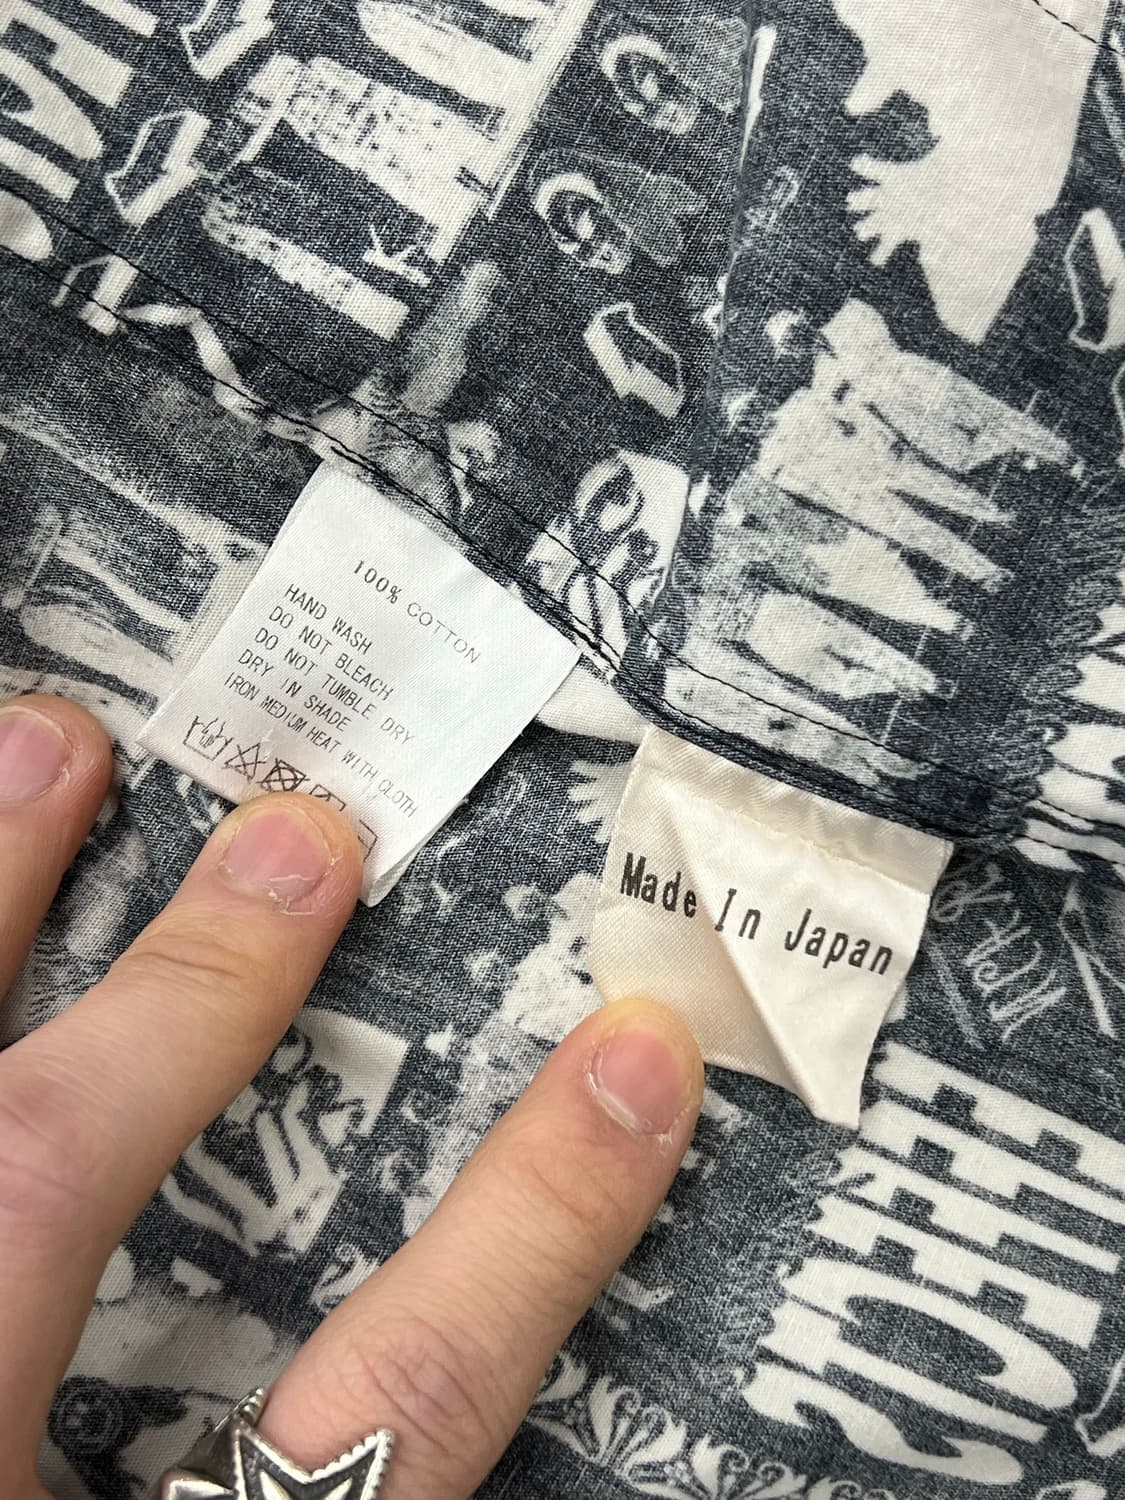 100% COTTON
HAND WASH
DO NOT BLEACH
DO NOT TUMBLE DRY
DRY IN SHADE
IRON MEDIUM HEAT WITH CLOTH
Made In Japan